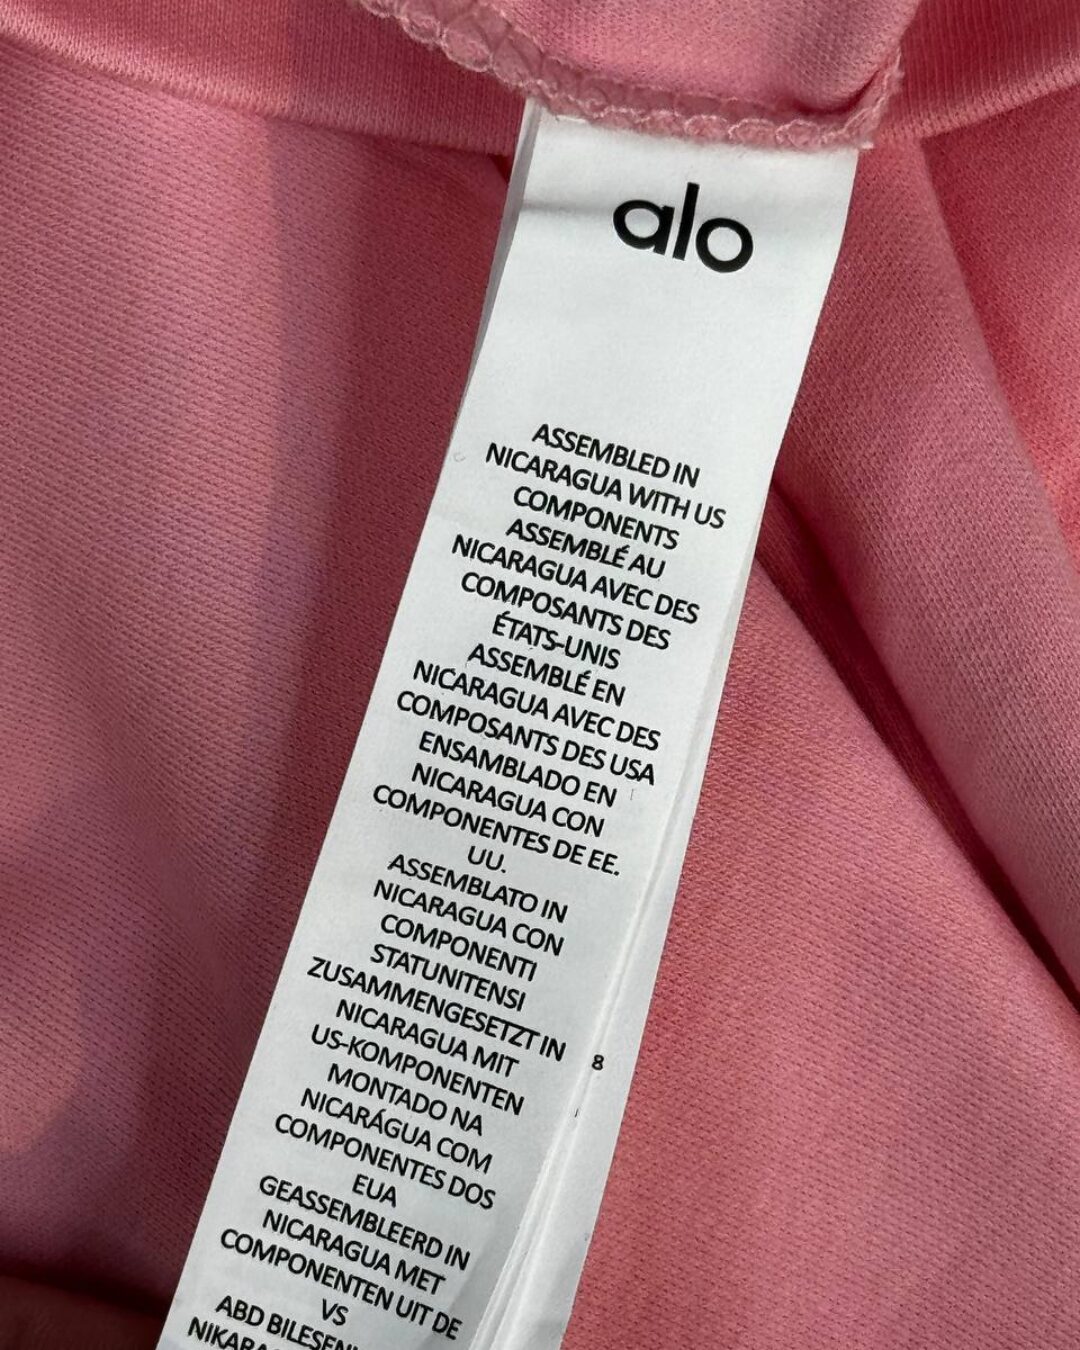 alo
ASSEMBLED IN
NICARAGUA WITH US
COMPONENTS
ASSEMBLÉ AU
NICARAGUA AVEC DES
COMPOSANTS DES
ÉTATS-UNIS
ASSEMBLÉ EN
NICARAGUA AVEC DES
COMPOSANTS DES USA
ENSAMBLADO EN
NICARAGUA CON
COMPONENTES DE EE.
UU.
ASSEMBLATO IN
NICARAGUA CON
COMPONENTI
STATUNITENSI
ZUSAMMENGESETZT IN
NICARAGUA MIT
US-KOMPONENTEN
MONTADO NA
NICARÁGUA COM
COMPONENTES DOS
EUA
GEASSEMBLEERD IN
NICARAGUA MET
COMPONENTEN UIT DE
VS
ABD
8